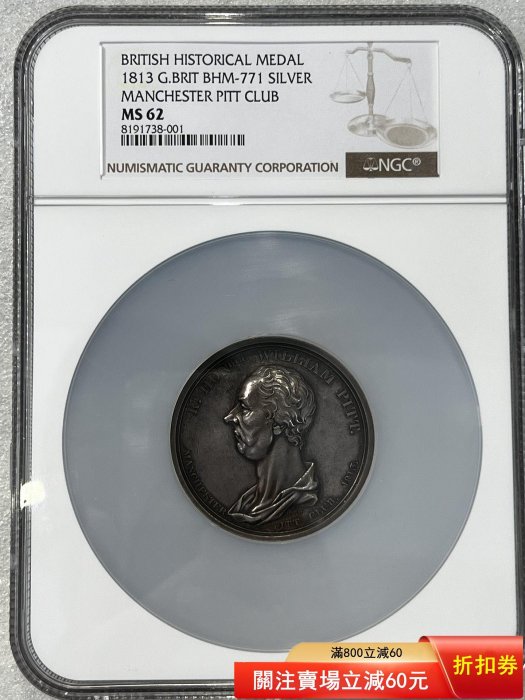 BRITISH HISTORICAL MEDAL
1813 G.BRIT BHM-771 SILVER
MANCHESTER PITT CLUB
MS 62
8191738-001
NUMISMATIC GUARANTY CORPORATION
NGC®
WILLIAM PITT.
MANCHESTER
PITT CLUB. 1813.
滿800立減60
關注賣場立減60元
折扣券